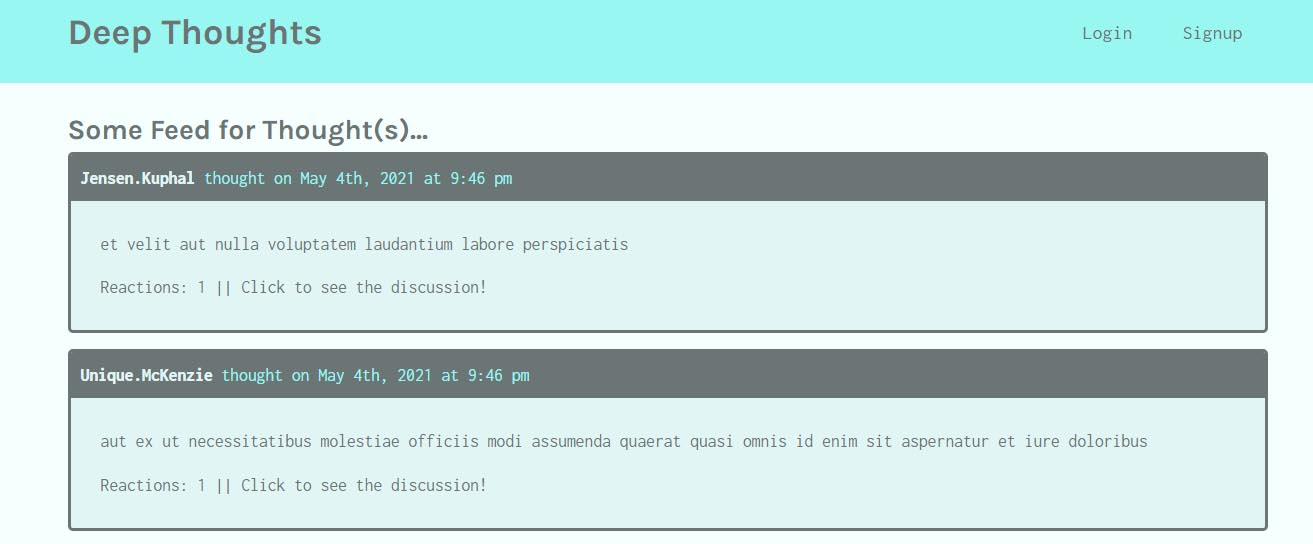 Deep Thoughts
Login Signup
Some Feed for Thought(s)...
Jensen.Kuphal thought on May 4th, 2021 at 9:46 pm
et velit aut nulla voluptatem laudantium labore perspiciatis
Reactions: 1 || Click to see the discussion!
Unique.McKenzie thought on May 4th, 2021 at 9:46 pm
aut ex ut necessitatibus molestiae officiis modi assumenda quaerat quasi omnis id enim sit aspernatur et iure doloribus
Reactions: 1 || Click to see the discussion!